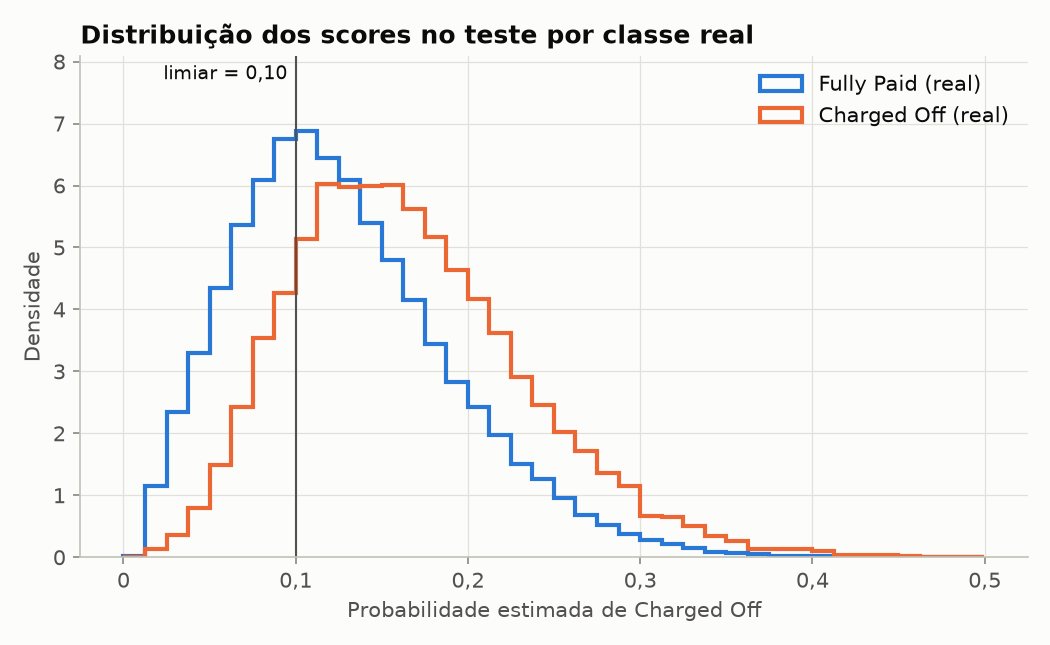 Distribuição dos scores no teste por classe real
limiar = 0,10
Fully Paid (real)
Charged Off (real)
Densidade
8
7
6
5
4
3
2
1
0
0
0,1
0,2
0,3
0,4
0,5
Probabilidade estimada de Charged Off